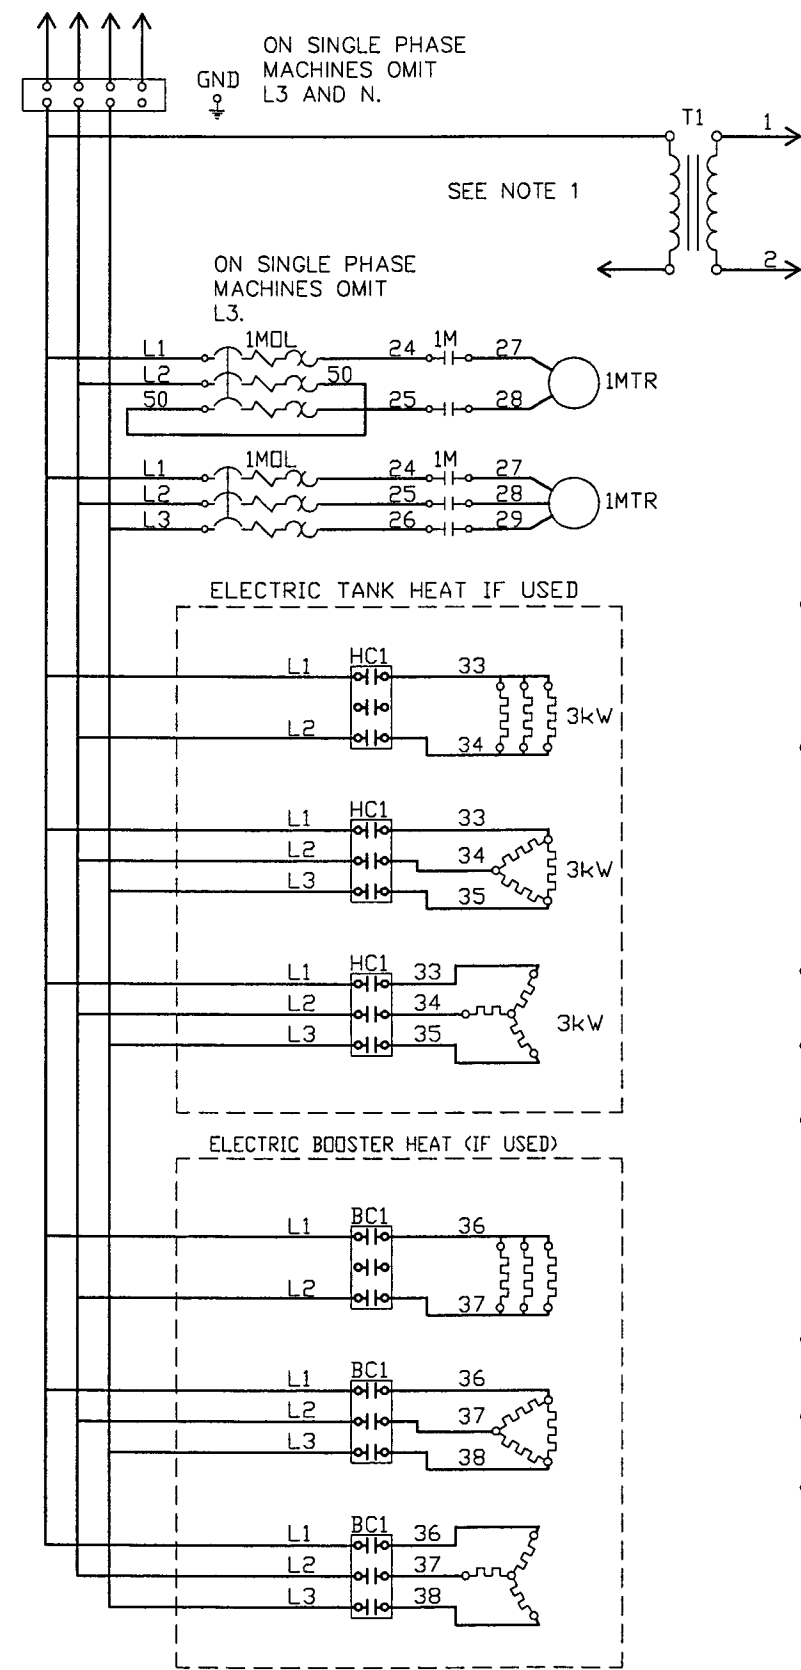 GND
ON SINGLE PHASE
MACHINES OMIT
L3 AND N.
T1
1
SEE NOTE 1
2
ON SINGLE PHASE
MACHINES OMIT
L3.
L1 1MOL 24 1M 27
L2 50 1MTR
50 25 28
L1 1MOL 24 1M 27
L2 25 28 1MTR
L3 26 29
ELECTRIC TANK HEAT IF USED
L1 HC1 33
3kW
L2 34
L1 HC1 33
L2 34
3kW
L3 35
L1 HC1 33
L2 34
3kW
L3 35
ELECTRIC BOOSTER HEAT (IF USED)
L1 BC1 36
L2 37
L1 BC1 36
L2 37
L3 38
L1 BC1 36
L2 37
L3 38